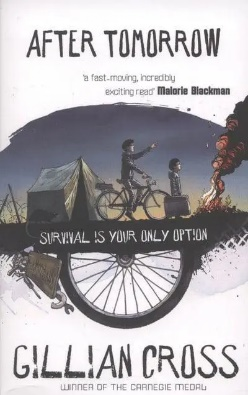 AFTER TOMORROW
'a fast-moving, incredibly
exciting read' Malorie Blackman
SURVIVAL IS YOUR ONLY OPTION
GILLIAN CROSS
WINNER OF THE CARNEGIE MEDAL